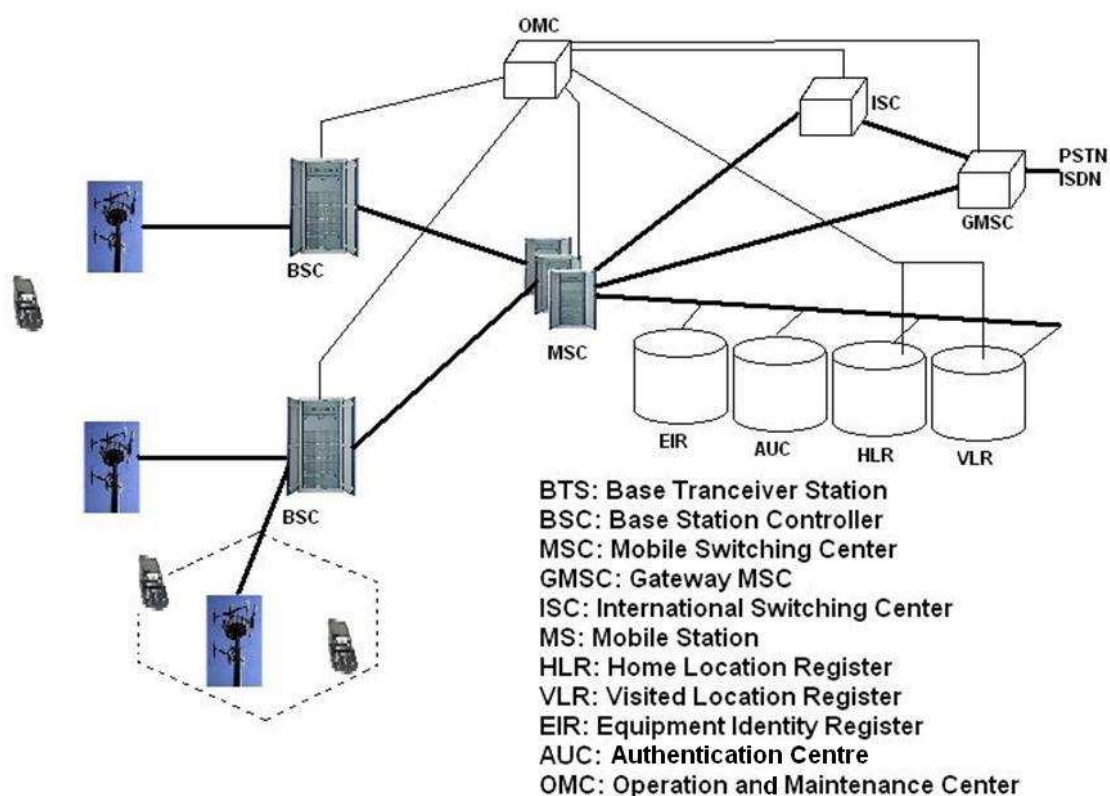 OMC
ISC
PSTN
ISDN
GMSC
BSC
MSC
EIR
AUC
HLR
VLR
BSC
BTS: Base Tranceiver Station
BSC: Base Station Controller
MSC: Mobile Switching Center
GMSC: Gateway MSC
ISC: International Switching Center
MS: Mobile Station
HLR: Home Location Register
VLR: Visited Location Register
EIR: Equipment Identity Register
AUC: Authentication Centre
OMC: Operation and Maintenance Center